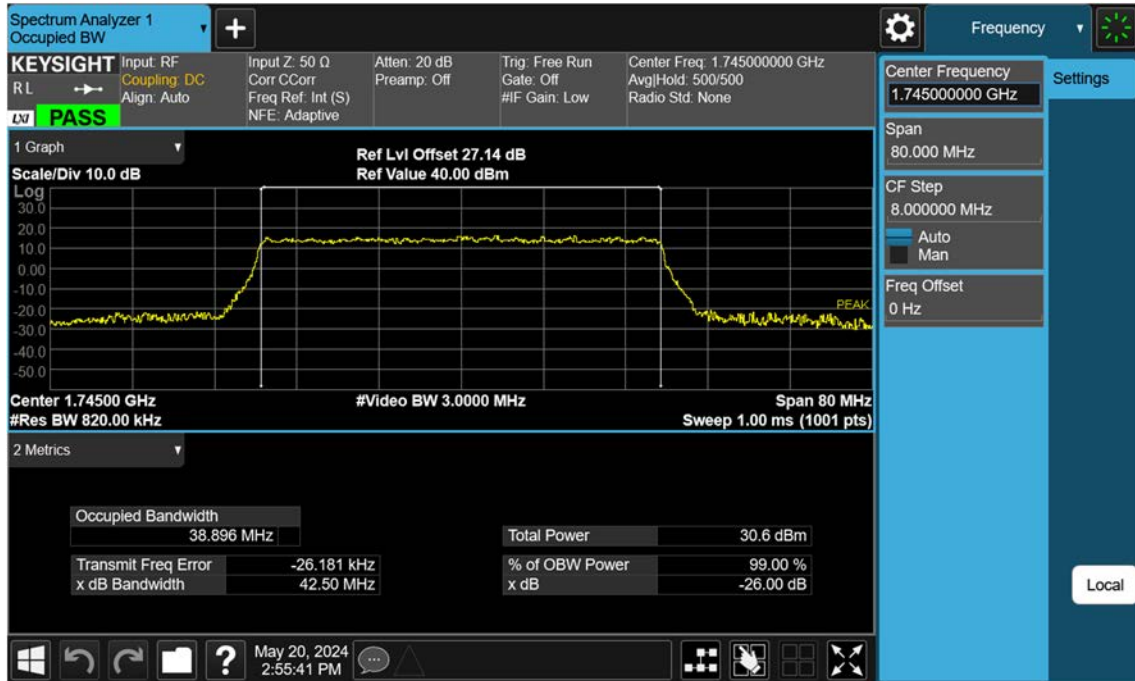 Spectrum Analyzer 1
Occupied BW
+
Frequency
KEYSIGHT
R L
LXI PASS
Input: RF
Coupling: DC
Align: Auto
Input Z: 50 Ω
Corr CCorr
Freq Ref: Int (S)
NFE: Adaptive
Atten: 20 dB
Preamp: Off
Trig: Free Run
Gate: Off
#IF Gain: Low
Center Freq: 1.745000000 GHz
Avg|Hold: 500/500
Radio Std: None
Center Frequency
1.745000000 GHz
Settings
Span
80.000 MHz
CF Step
8.000000 MHz
Auto
Man
Freq Offset
0 Hz
Local
1 Graph
Scale/Div 10.0 dB
Ref Lvl Offset 27.14 dB
Ref Value 40.00 dBm
Log
30.0
20.0
10.0
0.00
-10.0
-20.0
-30.0
-40.0
-50.0
PEAK
Center 1.74500 GHz
#Video BW 3.0000 MHz
Span 80 MHz
#Res BW 820.00 kHz
Sweep 1.00 ms (1001 pts)
2 Metrics
Occupied Bandwidth
38.896 MHz
Total Power 30.6 dBm
Transmit Freq Error -26.181 kHz
% of OBW Power 99.00 %
x dB Bandwidth 42.50 MHz
x dB -26.00 dB
?
May 20, 2024
2:55:41 PM